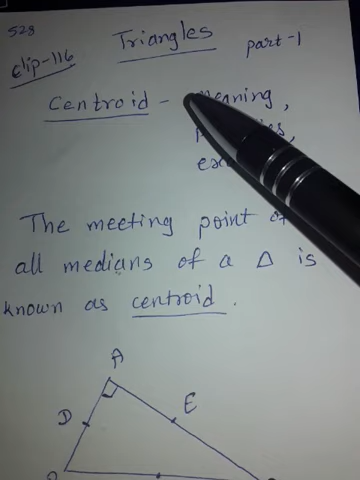 528
Triangles
clip-116
part-1
Centroid - meaning,
The meeting point of
all medians of a Δ is
known as centroid.
A
D
E